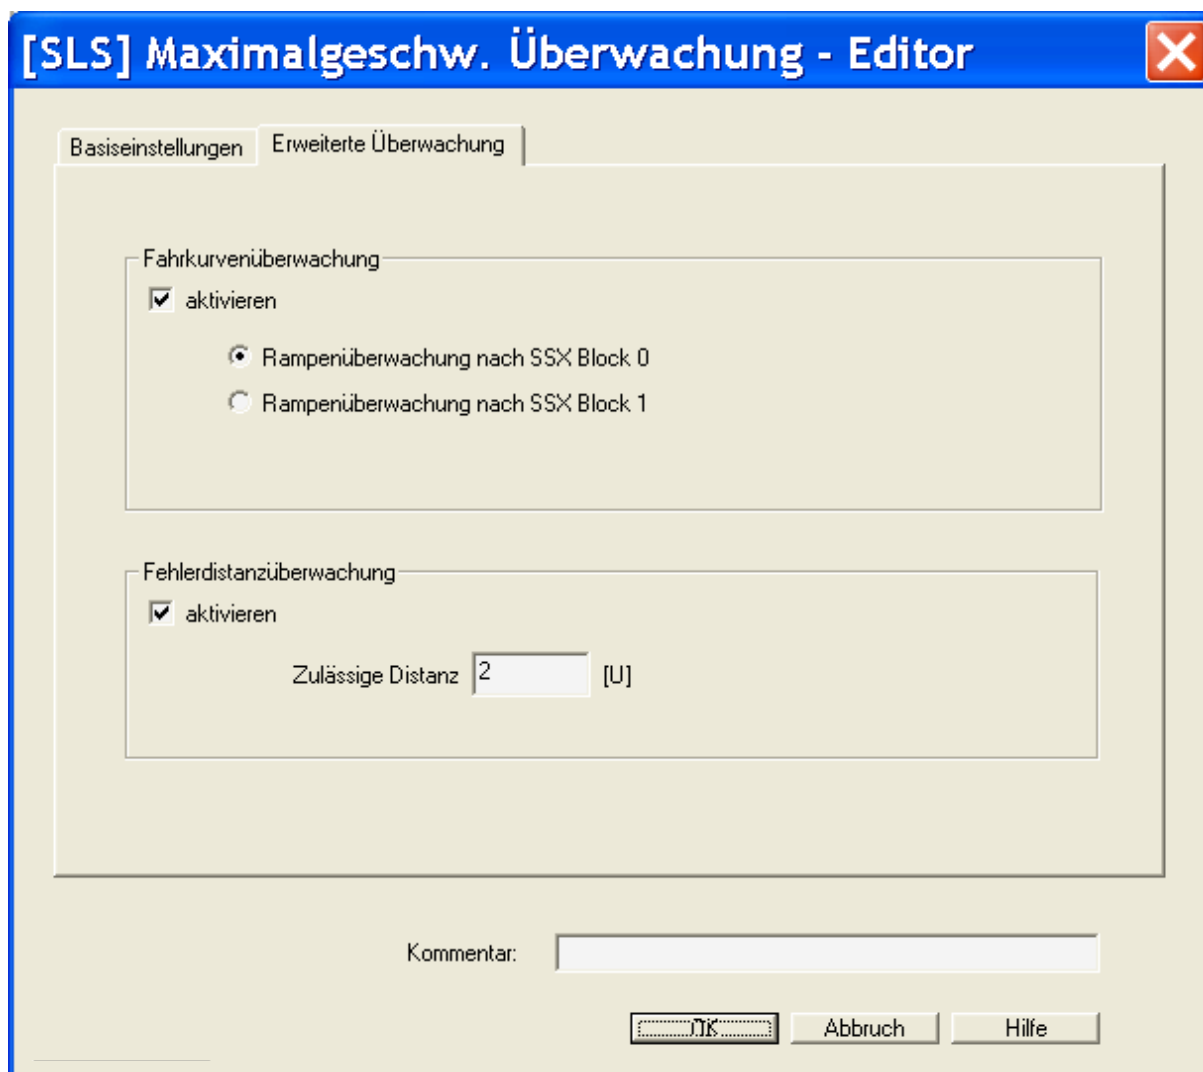 [SLS] Maximalgeschw. Überwachung - Editor
Basiseinstellungen
Erweiterte Überwachung
Fahrkurvenüberwachung
aktivieren
Rampenüberwachung nach SSX Block 0
Rampenüberwachung nach SSX Block 1
Fehlerdistanzüberwachung
aktivieren
Zulässige Distanz 2 [U]
Kommentar:
OK Abbruch Hilfe